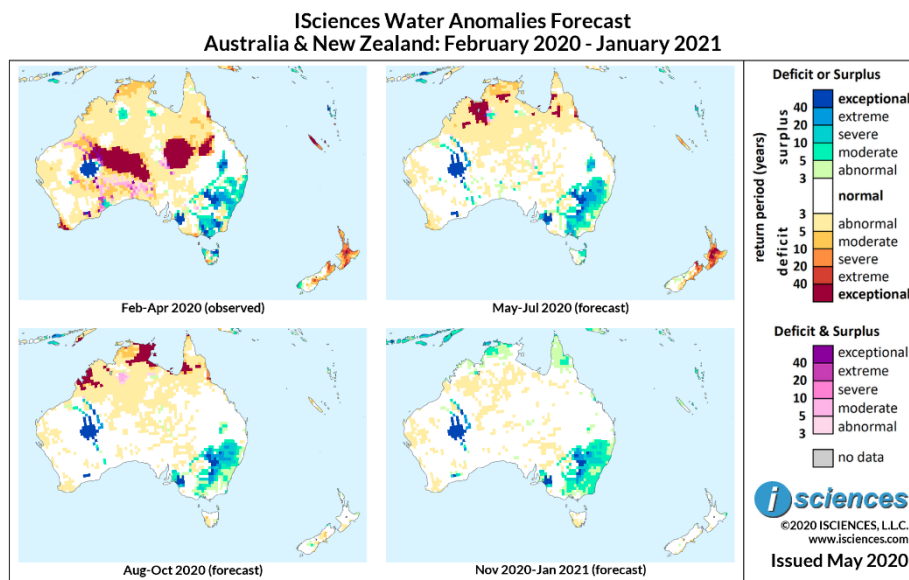 ISciences Water Anomalies Forecast
Australia & New Zealand: February 2020 - January 2021
Feb-Apr 2020 (observed)
May-Jul 2020 (forecast)
Aug-Oct 2020 (forecast)
Nov 2020-Jan 2021 (forecast)
Deficit or Surplus
return period (years)
surplus
deficit
exceptional
40
extreme
20
severe
10
moderate
5
abnormal
3
normal
3
abnormal
5
moderate
10
severe
20
extreme
40
exceptional
Deficit & Surplus
exceptional
40
extreme
20
severe
10
moderate
5
abnormal
3
no data
i sciences
©2020 ISCIENCES, L.L.C.
www.isciences.com
Issued May 2020